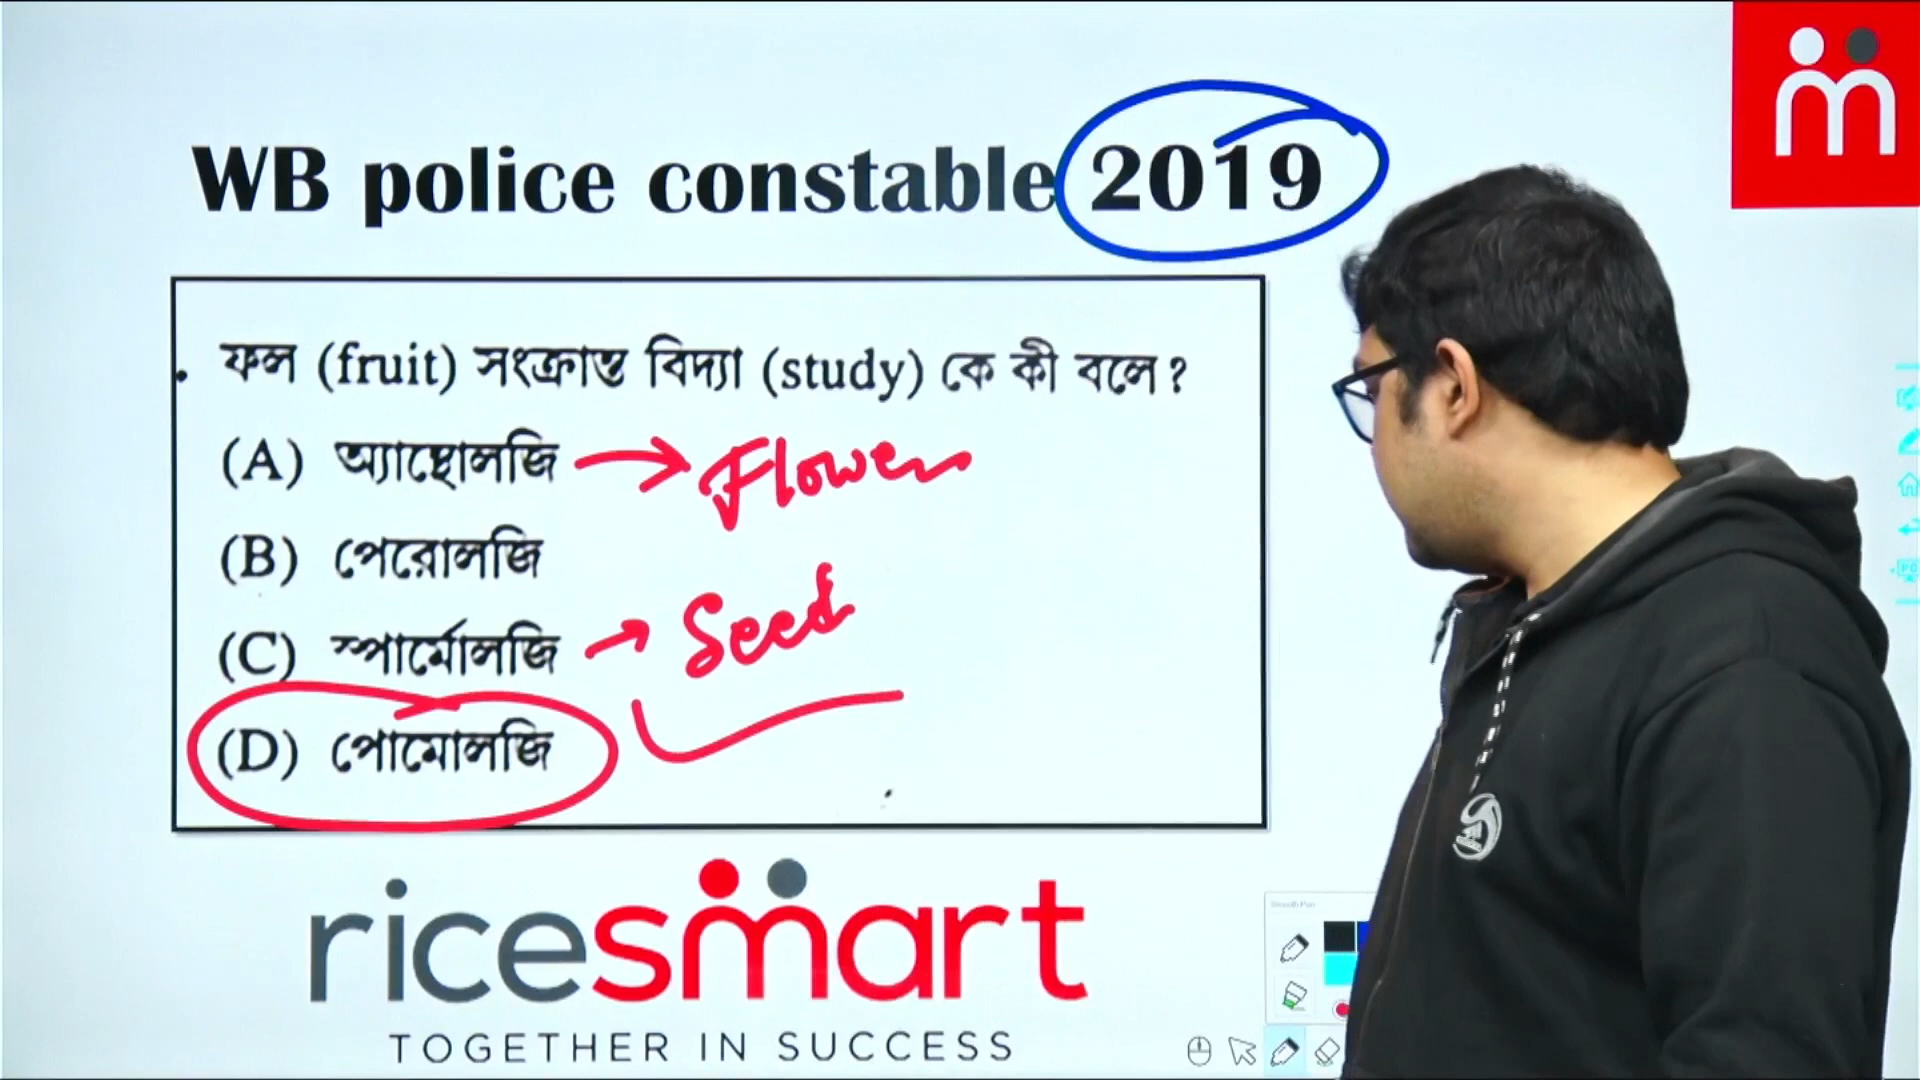 WB police constable 2019
. ফল (fruit) সংক্রান্ত বিদ্যা (study) কে কী বলে ?
(A) অ্যান্থোলজি → Flower
(B) পেরোলজি
(C) স্পার্মোলজি → Seed
(D) পোমোলজি
ricesmart
TOGETHER IN SUCCESS